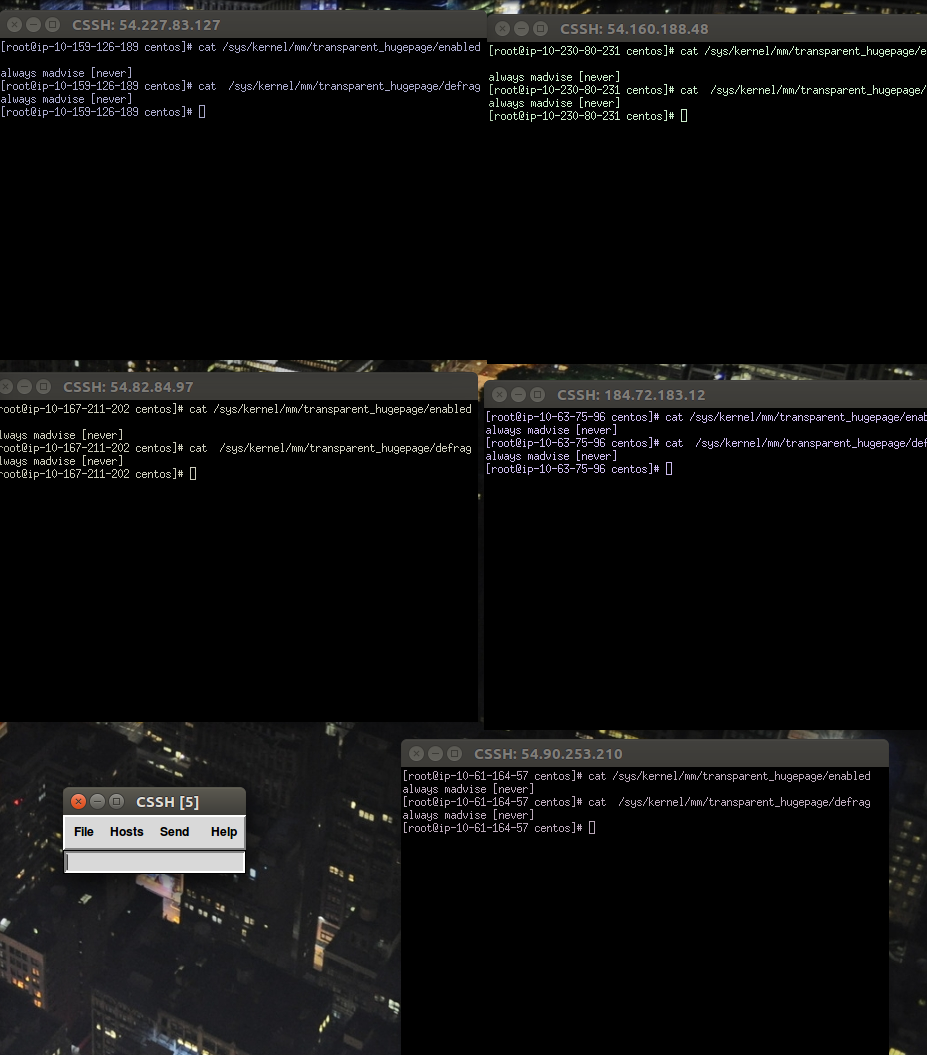 CSSH: 54.227.83.127
[root@ip-10-159-126-189 centos]# cat /sys/kernel/mm/transparent_hugepage/enabled
always madvise [never]
[root@ip-10-159-126-189 centos]# cat  /sys/kernel/mm/transparent_hugepage/defrag
always madvise [never]
[root@ip-10-159-126-189 centos]#
CSSH: 54.160.188.48
[root@ip-10-230-80-231 centos]# cat /sys/kernel/mm/transparent_hugepage/e
always madvise [never]
[root@ip-10-230-80-231 centos]# cat  /sys/kernel/mm/transparent_hugepage/
always madvise [never]
[root@ip-10-230-80-231 centos]#
CSSH: 54.82.84.97
root@ip-10-167-211-202 centos]# cat /sys/kernel/mm/transparent_hugepage/enabled
lways madvise [never]
root@ip-10-167-211-202 centos]# cat  /sys/kernel/mm/transparent_hugepage/defrag
lways madvise [never]
root@ip-10-167-211-202 centos]#
CSSH: 184.72.183.12
[root@ip-10-63-75-96 centos]# cat /sys/kernel/mm/transparent_hugepage/enab
always madvise [never]
[root@ip-10-63-75-96 centos]# cat  /sys/kernel/mm/transparent_hugepage/def
always madvise [never]
[root@ip-10-63-75-96 centos]#
CSSH: 54.90.253.210
[root@ip-10-61-164-57 centos]# cat /sys/kernel/mm/transparent_hugepage/enabled
always madvise [never]
[root@ip-10-61-164-57 centos]# cat  /sys/kernel/mm/transparent_hugepage/defrag
always madvise [never]
[root@ip-10-61-164-57 centos]#
CSSH [5]
File Hosts Send Help